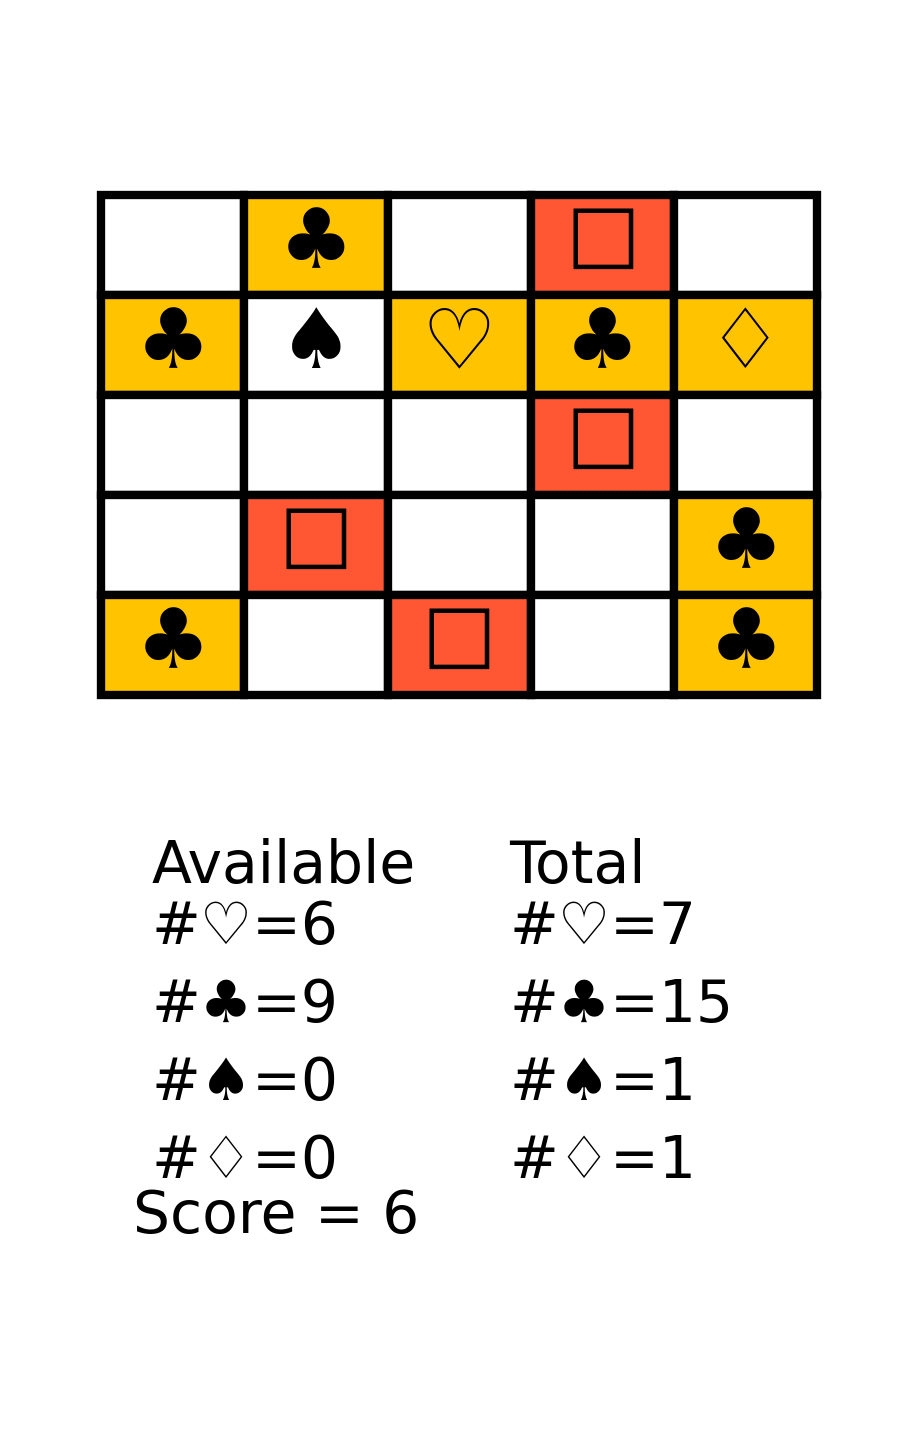 ♣ □
♣ ♠ ♡ ♣ ♢
□
□ ♣
♣ □ ♣
Available Total
#♡=6 #♡=7
#♣=9 #♣=15
#♠=0 #♠=1
#♢=0 #♢=1
Score = 6